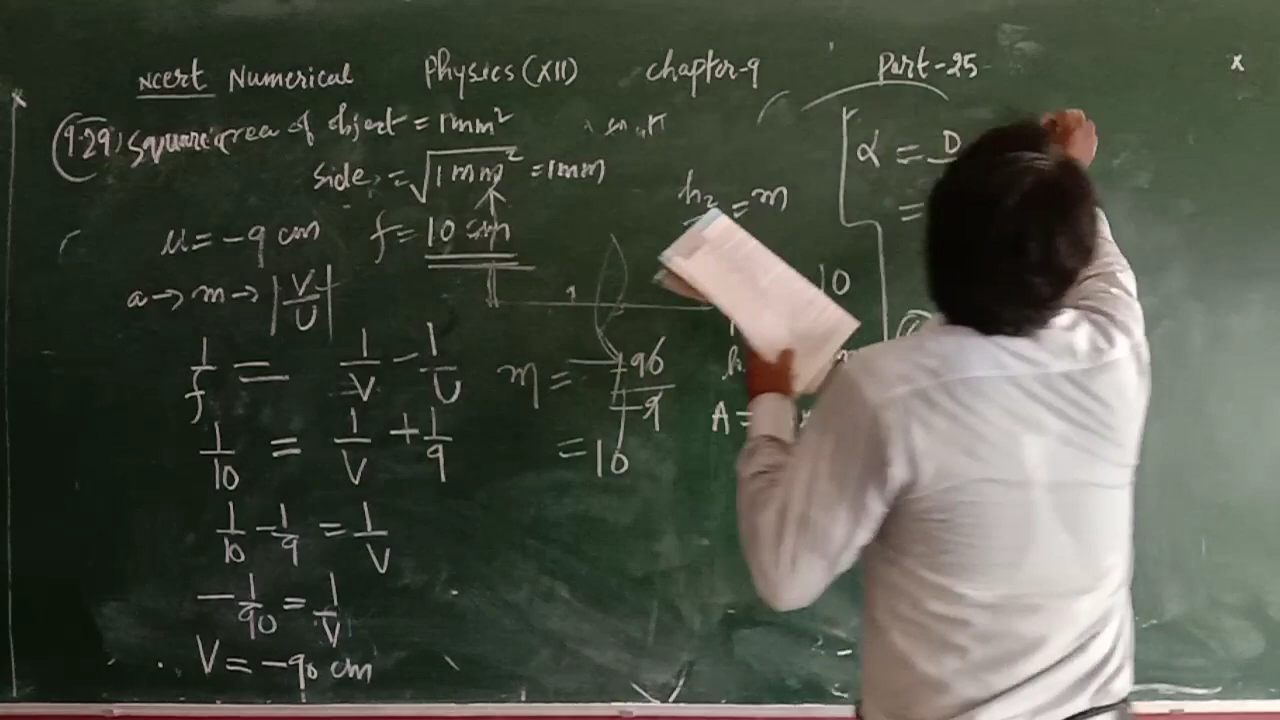 Ncert Numerical Physics (XII) chapter-9 Part-25
(9.29) Square area of object = 1mm²
side = √1mm² = 1mm
u = -9 cm f = 10 cm
a → m → |V/U|
1/f = 1/V - 1/U
1/10 = 1/V + 1/9
1/10 - 1/9 = 1/V
-1/90 = 1/V
V = -90 cm
m = -90/-9
= 10
h₂ = m
10
A =
α = D
=